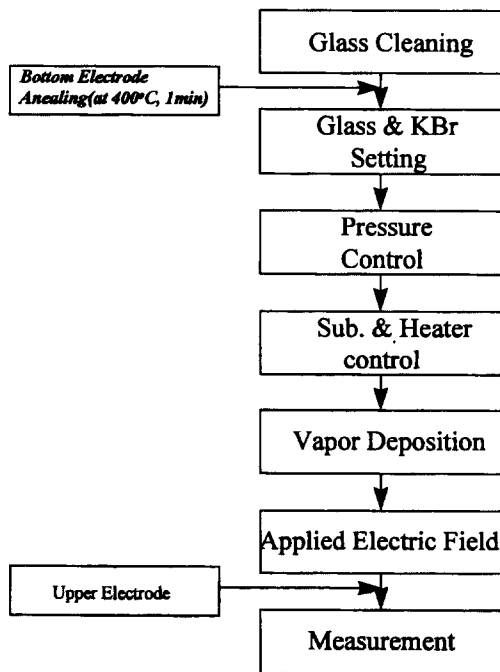 Glass Cleaning
Bottom Electrode
Anealing(at 400°C, 1min)
Glass & KBr
Setting
Pressure
Control
Sub. & Heater
control
Vapor Deposition
Applied Electric Field
Upper Electrode
Measurement